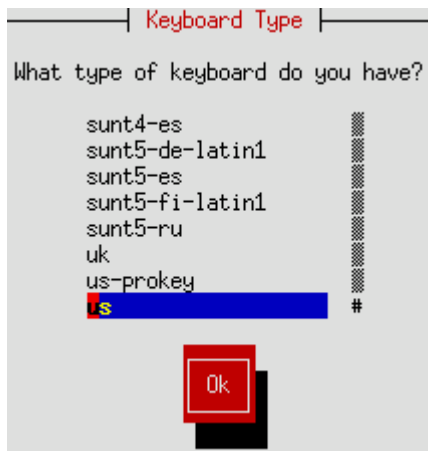 Keyboard Type
What type of keyboard do you have?
sunt4-es
sunt5-de-latin1
sunt5-es
sunt5-fi-latin1
sunt5-ru
uk
us-prokey
us #
Ok